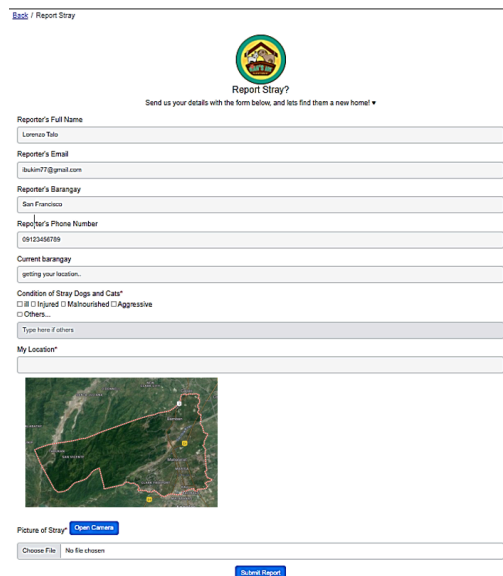 Back / Report Stray
Report Stray?
Send us your details with the form below, and lets find them a new home! ♥
Reporter's Full Name
Lorenzo Talo
Reporter's Email
ibukim77@gmail.com
Reporter's Barangay
San Francisco
Reporter's Phone Number
09123456789
Current barangay
getting your location..
Condition of Stray Dogs and Cats*
ill Injured Malnourished Aggressive
Others...
Type here if others
My Location*
Picture of Stray* Open Camera
Choose File No file chosen
Submit Report